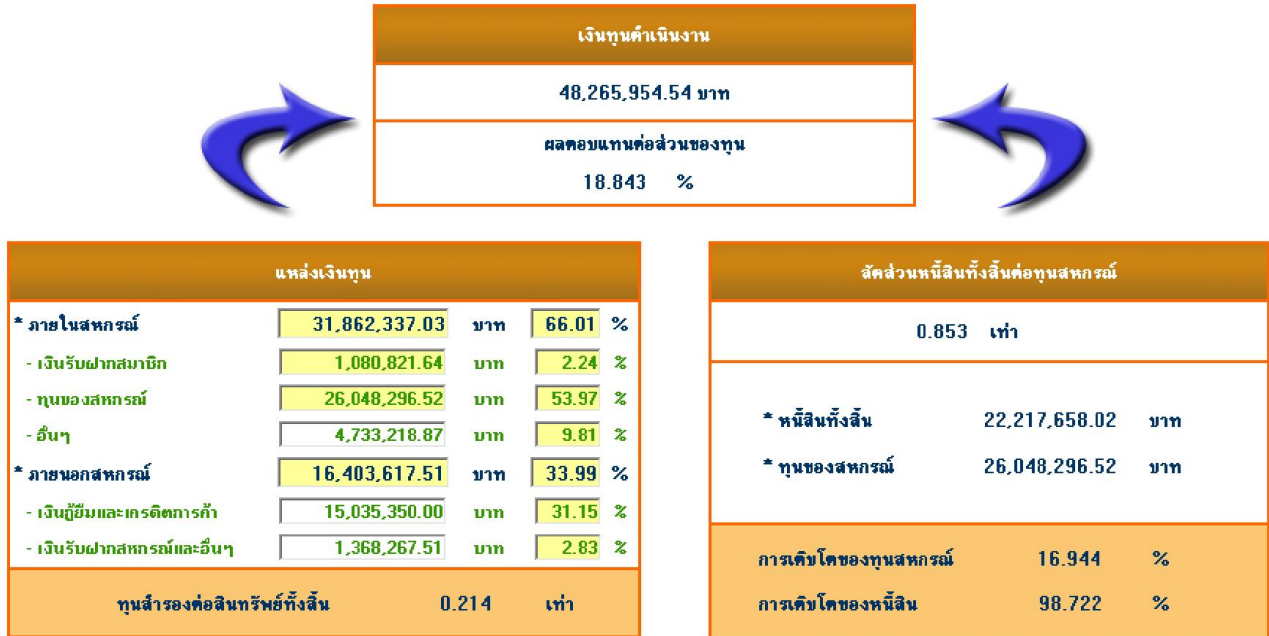 เงินทุนดำเนินงาน
48,265,954.54 บาท
ผลตอบแทนต่อส่วนของทุน
18.843 %
แหล่งเงินทุน
* ภายในสหกรณ์ 31,862,337.03 บาท 66.01 %
- เงินรับฝากสมาชิก 1,080,821.64 บาท 2.24 %
- ทุนของสหกรณ์ 26,048,296.52 บาท 53.97 %
- อื่นๆ 4,733,218.87 บาท 9.81 %
* ภายนอกสหกรณ์ 16,403,617.51 บาท 33.99 %
- เงินกู้ยืมและเครดิตการค้า 15,035,350.00 บาท 31.15 %
- เงินรับฝากสหกรณ์และอื่นๆ 1,368,267.51 บาท 2.83 %
ทุนสำรองต่อสินทรัพย์ทั้งสิ้น 0.214 เท่า
สัดส่วนหนี้สินทั้งสิ้นต่อทุนสหกรณ์
0.853 เท่า
* หนี้สินทั้งสิ้น 22,217,658.02 บาท
* ทุนของสหกรณ์ 26,048,296.52 บาท
การเติบโตของทุนสหกรณ์ 16.944 %
การเติบโตของหนี้สิน 98.722 %